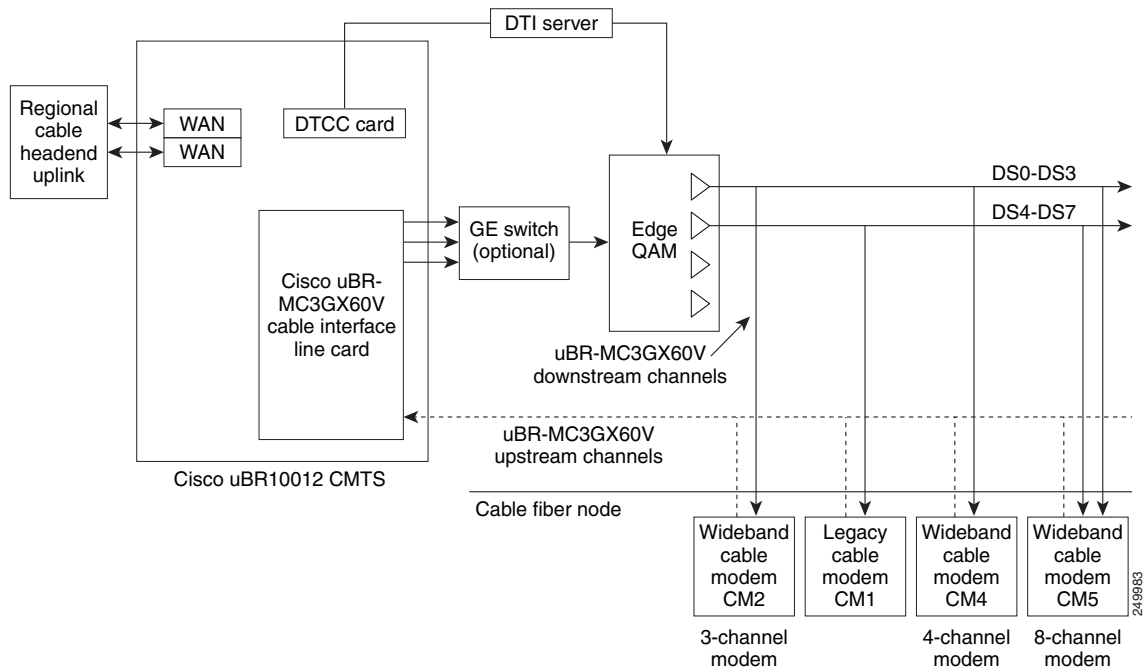 DTI server
Regional
cable
headend
uplink
WAN
WAN
DTCC card
DS0-DS3
DS4-DS7
GE switch
(optional)
Edge
QAM
Cisco uBR-
MC3GX60V
cable interface
line card
uBR-MC3GX60V
downstream channels
uBR-MC3GX60V
upstream channels
Cisco uBR10012 CMTS
Cable fiber node
Wideband
cable
modem
CM2
Legacy
cable
modem
CM1
Wideband
cable
modem
CM4
Wideband
cable
modem
CM5
3-channel
modem
4-channel
modem
8-channel
modem
249983